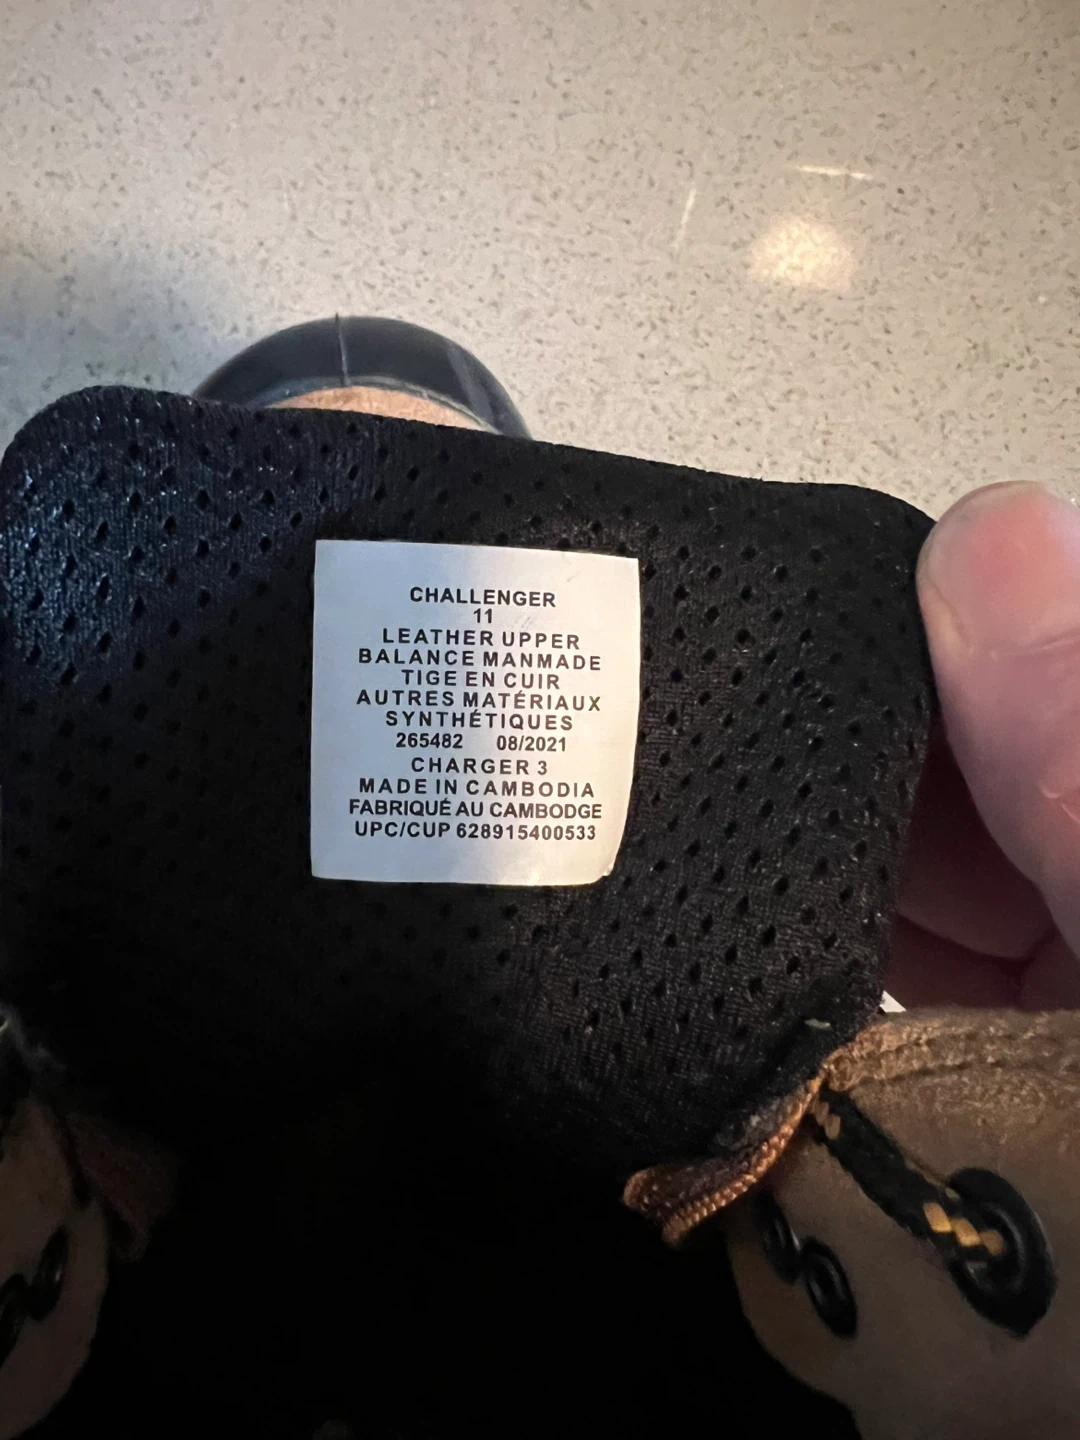 CHALLENGER
11
LEATHER UPPER
BALANCE MANMADE
TIGE EN CUIR
AUTRES MATÉRIAUX
SYNTHÉTIQUES
265482 08/2021
CHARGER 3
MADE IN CAMBODIA
FABRIQUÉ AU CAMBODGE
UPC/CUP 628915400533